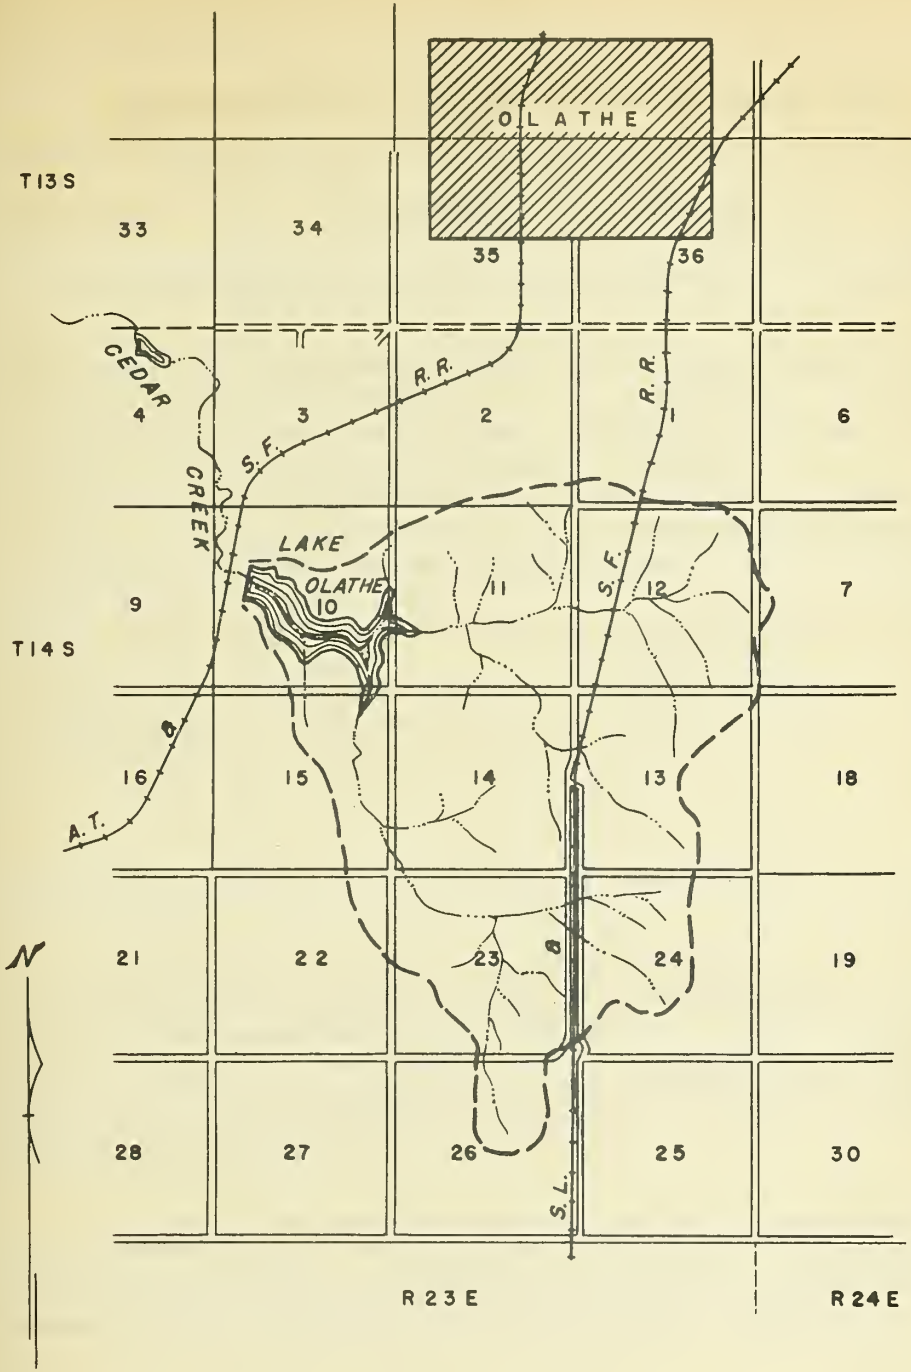 OLATHE
T13S
33
34
35
36
CEDAR
R.R.
R.R.
4
3
2
1
6
S.F.
CREEK
LAKE
OLATHE
9
10
11
S.F.
12
7
T14S
&
16
15
14
13
18
A.T.
N
21
22
23
&
24
19
28
27
26
25
30
S.L.
R23E
R24E